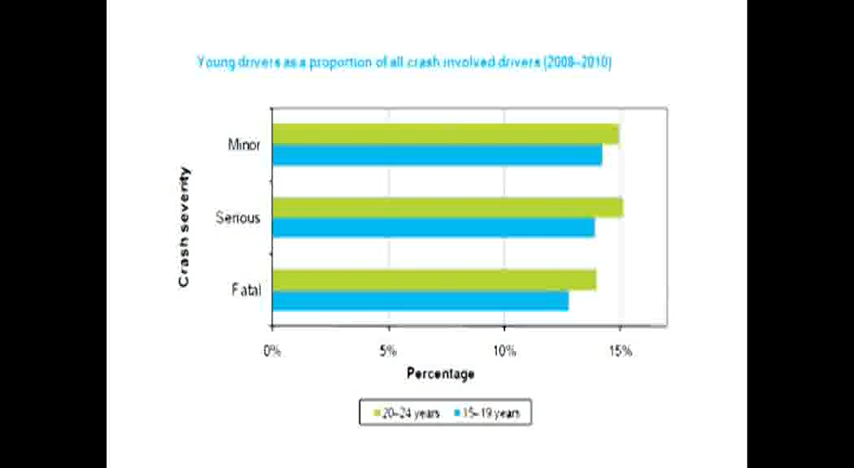 Young drivers as a proportion of all crash involved drivers (2008–2010)
Crash severity
Minor
Serious
Fatal
0% 5% 10% 15%
Percentage
20–24 years 15–19 years